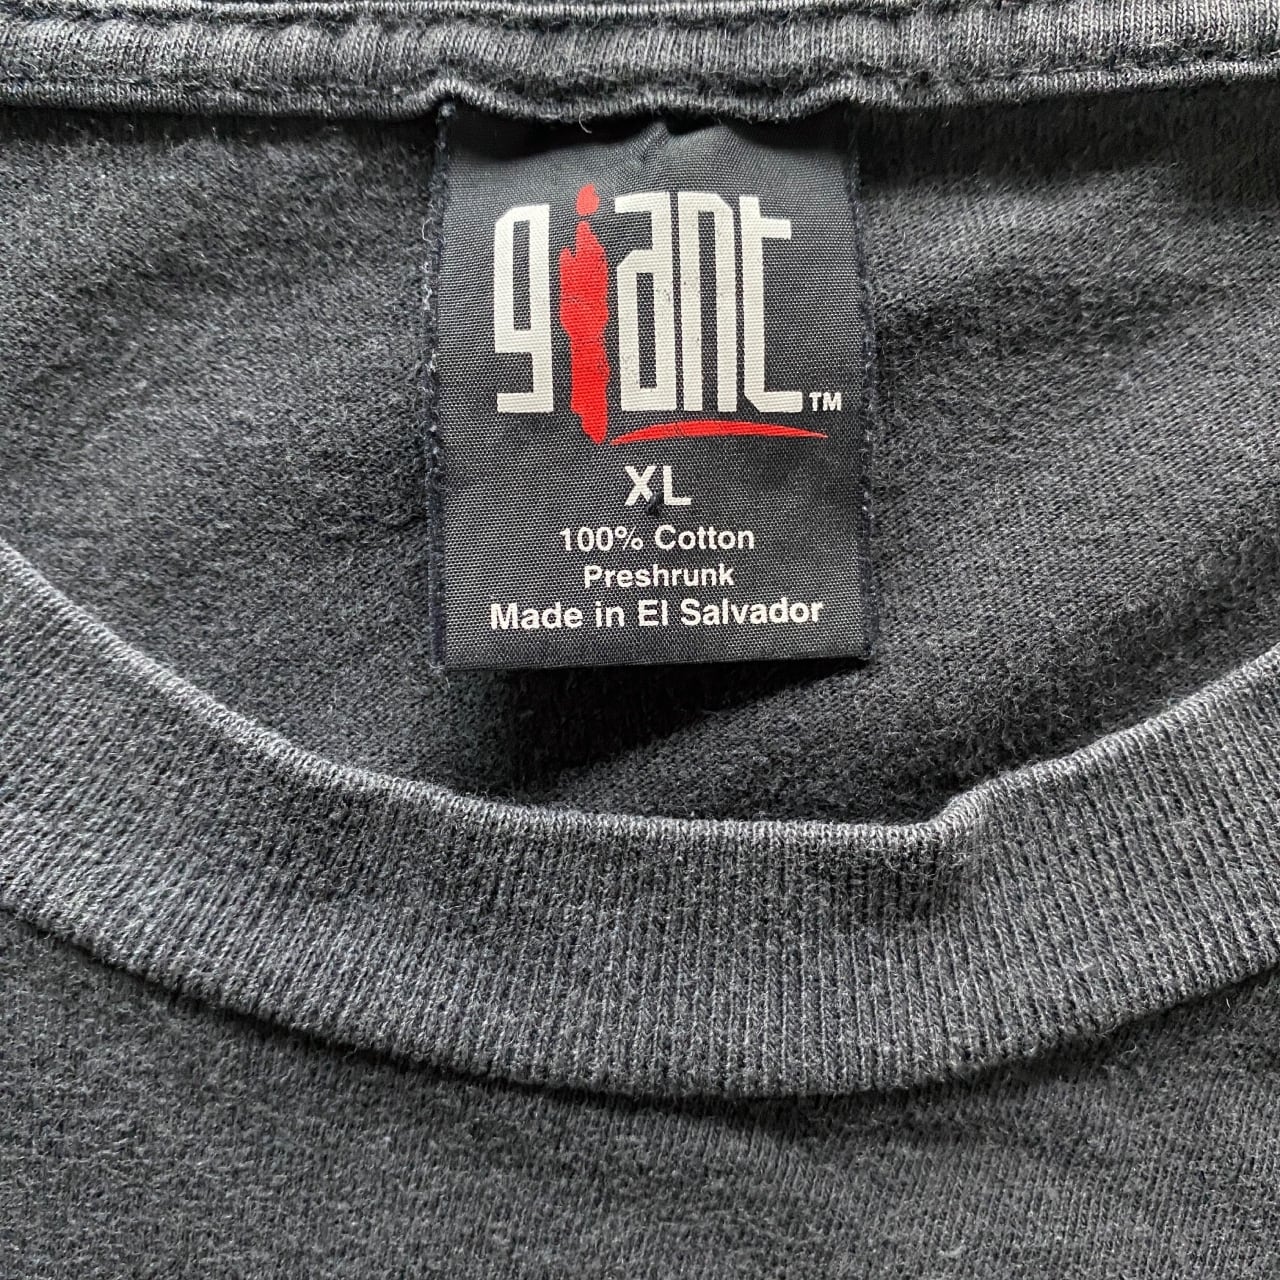 giant™
XL
100% Cotton
Preshrunk
Made in El Salvador